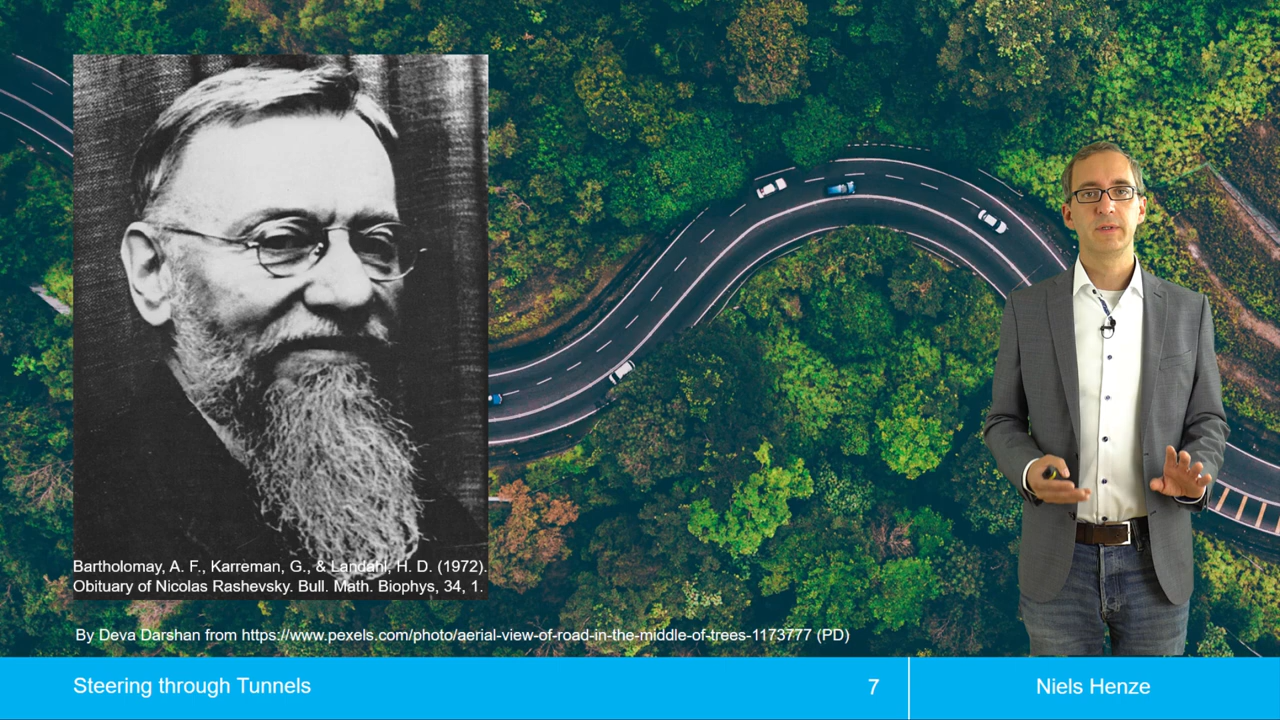 Bartholomay, A. F., Karreman, G., & Landahl, H. D. (1972).
Obituary of Nicolas Rashevsky. Bull. Math. Biophys, 34, 1.
By Deva Darshan from https://www.pexels.com/photo/aerial-view-of-road-in-the-middle-of-trees-1173777 (PD)
Steering through Tunnels
7
Niels Henze